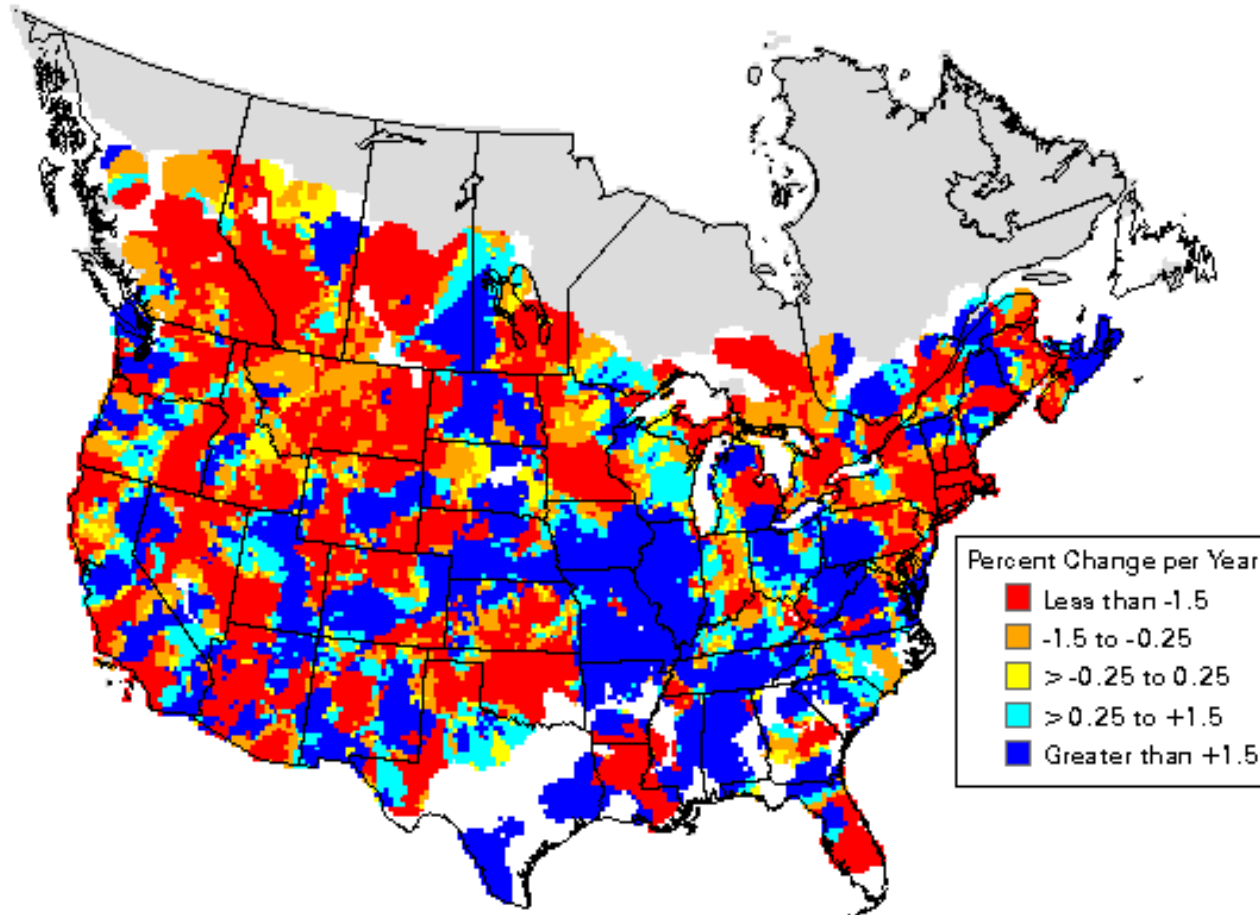 Percent Change per Year
Less than -1.5
-1.5 to -0.25
> -0.25 to 0.25
> 0.25 to +1.5
Greater than +1.5